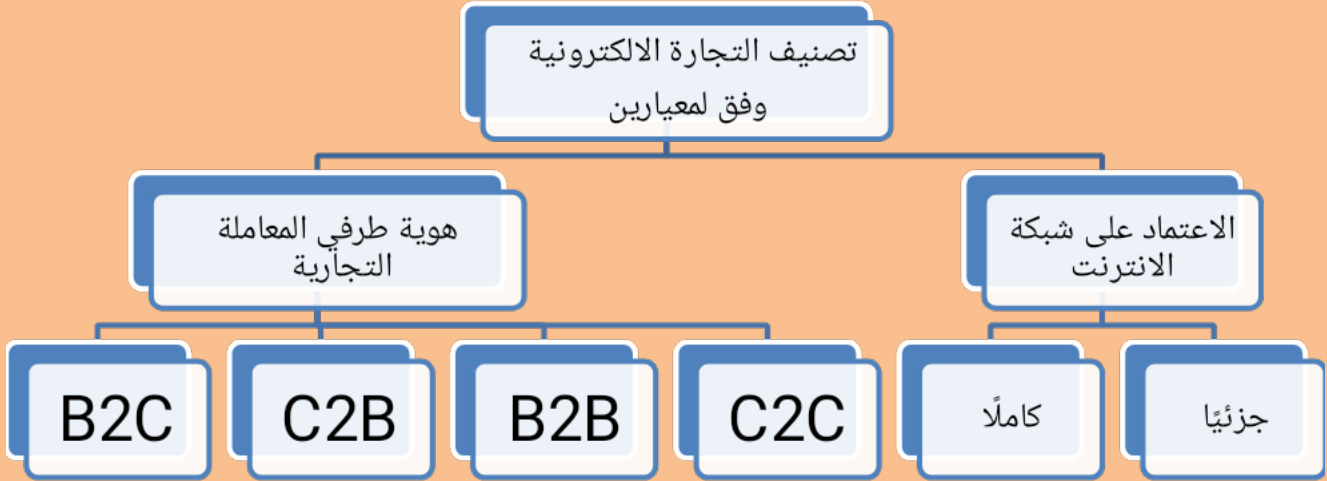 تصنيف التجارة الالكترونية
وفق لمعيارين
الاعتماد على شبكة
الانترنت
هوية طرفي المعاملة
التجارية
جزئيًا
كاملًا
C2C
B2B
C2B
B2C